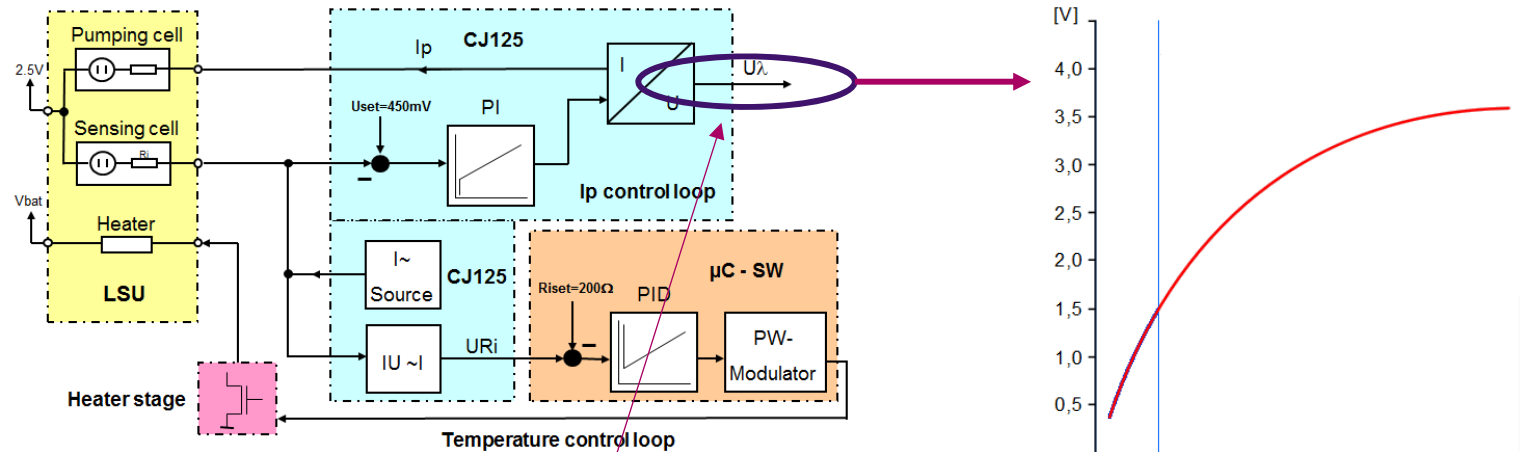 Pumping cell
2.5V
Sensing cell
Ri
Vbat
Heater
LSU
Ip
CJ125
Uset=450mV
PI
I
U
Uλ
Ip control loop
I~
Source
CJ125
IU ~I
URi
µC - SW
Riset=200Ω
PID
PW-
Modulator
Heater stage
Temperature control loop
[V]
4,0
3,5
3,0
2,5
2,0
1,5
1,0
0,5